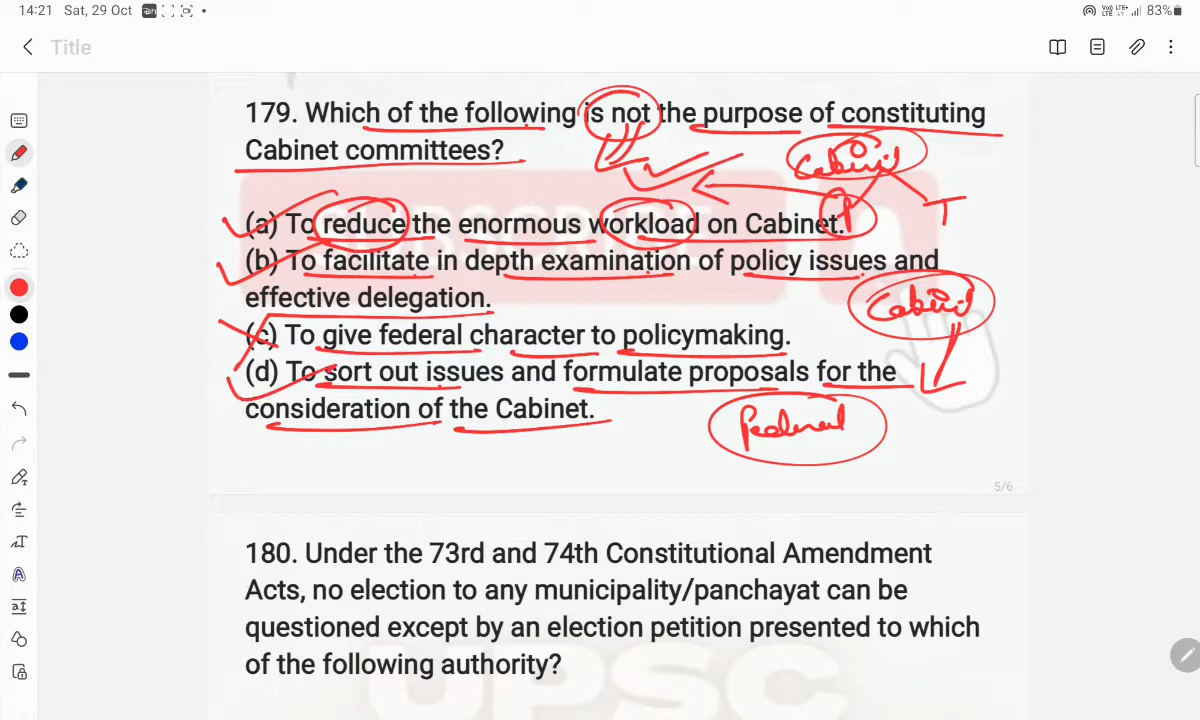 14:21 Sat, 29 Oct
83%
Title
179. Which of the following is not the purpose of constituting
Cabinet committees?
Cabinet
(a) To reduce the enormous workload on Cabinet.
P T
(b) To facilitate in depth examination of policy issues and
effective delegation.
Cabinet
(c) To give federal character to policymaking.
(d) To sort out issues and formulate proposals for the
consideration of the Cabinet.
Federal
5/6
180. Under the 73rd and 74th Constitutional Amendment
Acts, no election to any municipality/panchayat can be
questioned except by an election petition presented to which
of the following authority?
UPSC